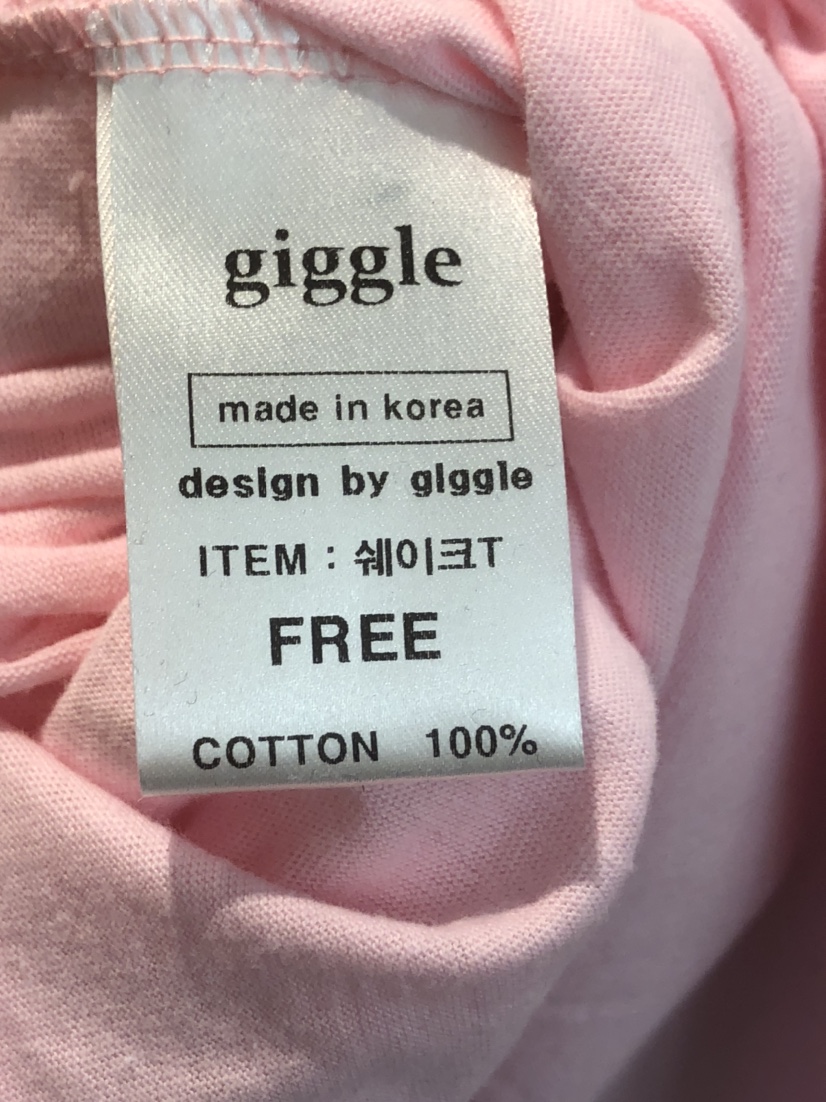 giggle
made in korea
design by giggle
ITEM : 쉐이크T
FREE
COTTON 100%